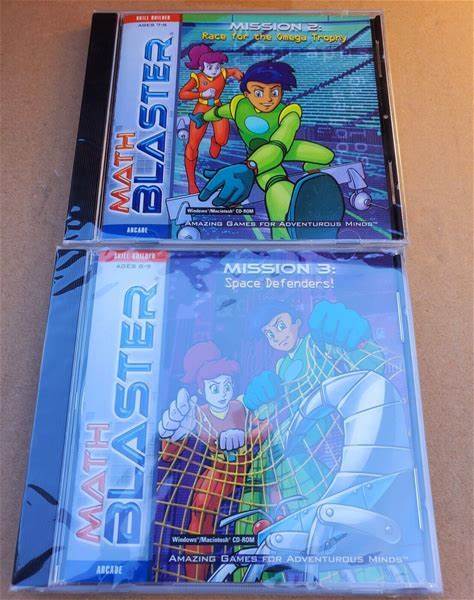 SKILL BUILDER
AGES 7-8
MATH
BLASTER
ARCADE
MISSION 2:
Race for the Omega Trophy
Windows®/Macintosh® CD-ROM
AMAZING GAMES FOR ADVENTUROUS MINDS™
SKILL BUILDER
AGES 8-9
MATH
BLASTER
ARCADE
MISSION 3:
Space Defenders!
Windows®/Macintosh® CD-ROM
AMAZING GAMES FOR ADVENTUROUS MINDS™